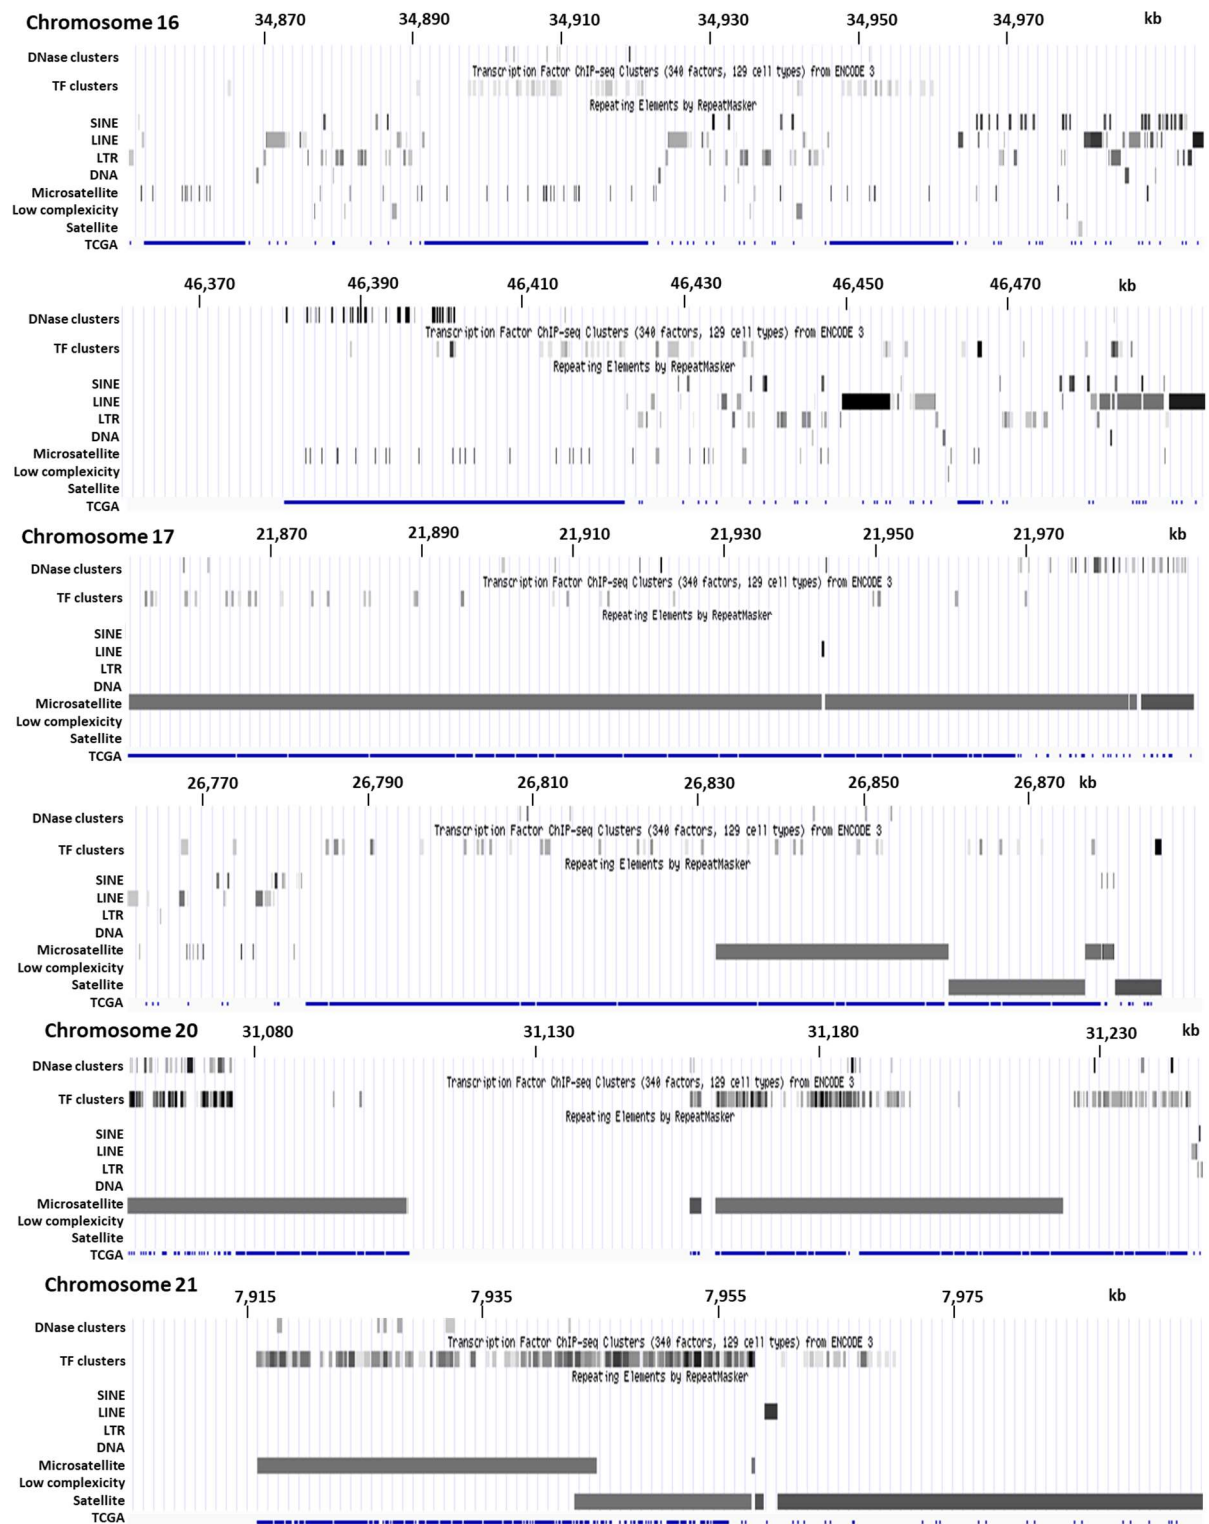 Chromosome 16
34,870 34,890 34,910 34,930 34,950 34,970 kb
DNase clusters
Transcription Factor ChIP-seq Clusters (340 factors, 129 cell types) from ENCODE 3
TF clusters
Repeating Elements by RepeatMasker
SINE
LINE
LTR
DNA
Microsatellite
Low complexicity
Satellite
TCGA
46,370 46,390 46,410 46,430 46,450 46,470 kb
DNase clusters
Transcription Factor ChIP-seq Clusters (340 factors, 129 cell types) from ENCODE 3
TF clusters
Repeating Elements by RepeatMasker
SINE
LINE
LTR
DNA
Microsatellite
Low complexicity
Satellite
TCGA
Chromosome 17
21,870 21,890 21,910 21,930 21,950 21,970 kb
DNase clusters
Transcription Factor ChIP-seq Clusters (340 factors, 129 cell types) from ENCODE 3
TF clusters
Repeating Elements by RepeatMasker
SINE
LINE
LTR
DNA
Microsatellite
Low complexicity
Satellite
TCGA
26,770 26,790 26,810 26,830 26,850 26,870 kb
DNase clusters
Transcription Factor ChIP-seq Clusters (340 factors, 129 cell types) from ENCODE 3
TF clusters
Repeating Elements by RepeatMasker
SINE
LINE
LTR
DNA
Microsatellite
Low complexicity
Satellite
TCGA
Chromosome 20
31,080 31,130 31,180 31,230 kb
DNase clusters
Transcription Factor ChIP-seq Clusters (340 factors, 129 cell types) from ENCODE 3
TF clusters
Repeating Elements by RepeatMasker
SINE
LINE
LTR
DNA
Microsatellite
Low complexicity
Satellite
TCGA
Chromosome 21
7,915 7,935 7,955 7,975 kb
DNase clusters
Transcription Factor ChIP-seq Clusters (340 factors, 129 cell types) from ENCODE 3
TF clusters
Repeating Elements by RepeatMasker
SINE
LINE
LTR
DNA
Microsatellite
Low complexicity
Satellite
TCGA